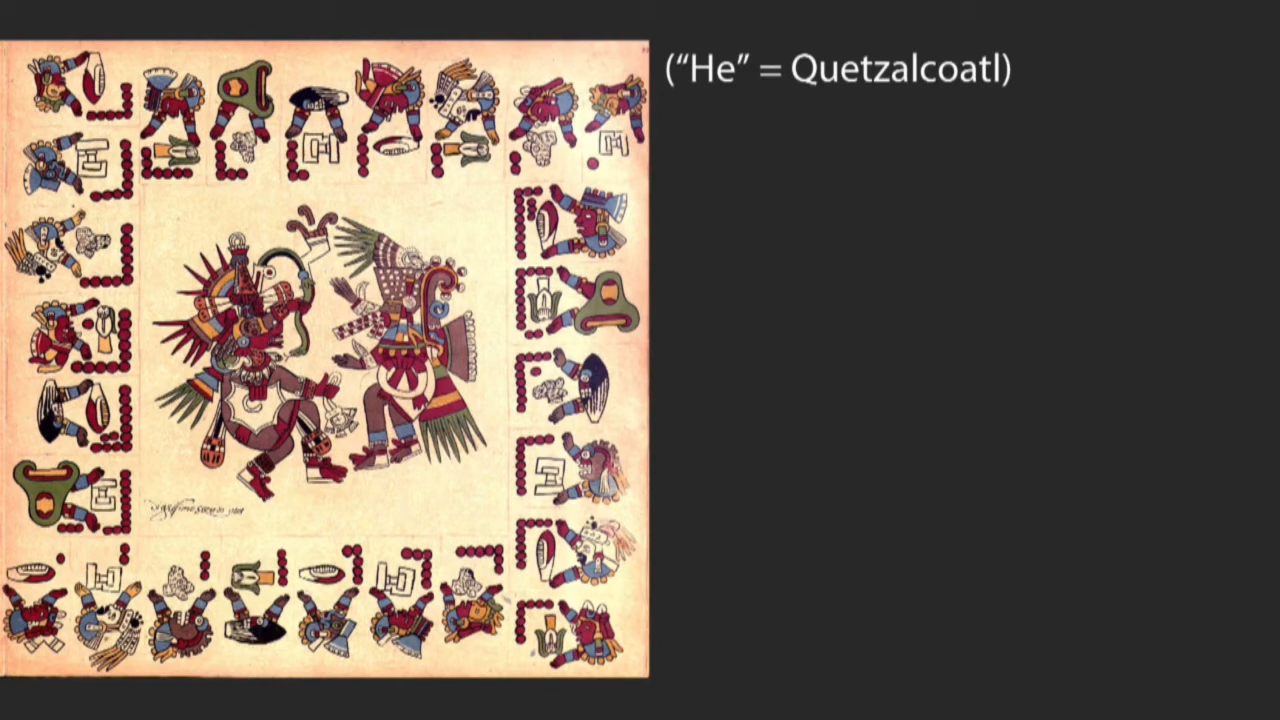 (“He” = Quetzalcoatl)